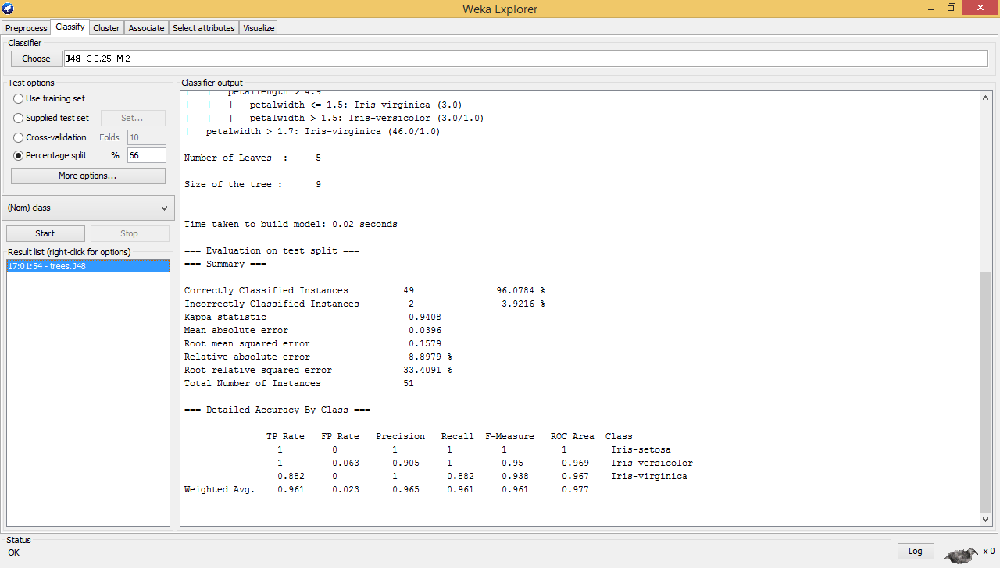 Weka Explorer
Preprocess Classify Cluster Associate Select attributes Visualize
Classifier
Choose J48 -C 0.25 -M 2
Test options
Use training set
Supplied test set Set...
Cross-validation Folds 10
Percentage split % 66
More options...
(Nom) class
Start Stop
Result list (right-click for options)
17:01:54 - trees.J48
Classifier output
| | petallength > 4.9
| | | petalwidth <= 1.5: Iris-virginica (3.0)
| | | petalwidth > 1.5: Iris-versicolor (3.0/1.0)
| petalwidth > 1.7: Iris-virginica (46.0/1.0)
Number of Leaves : 5
Size of the tree : 9
Time taken to build model: 0.02 seconds
=== Evaluation on test split ===
=== Summary ===
Correctly Classified Instances 49 96.0784 %
Incorrectly Classified Instances 2 3.9216 %
Kappa statistic 0.9408
Mean absolute error 0.0396
Root mean squared error 0.1579
Relative absolute error 8.8979 %
Root relative squared error 33.4091 %
Total Number of Instances 51
=== Detailed Accuracy By Class ===
TP Rate FP Rate Precision Recall F-Measure ROC Area Class
1 0 1 1 1 1 Iris-setosa
1 0.063 0.905 1 0.95 0.969 Iris-versicolor
0.882 0 1 0.882 0.938 0.967 Iris-virginica
Weighted Avg. 0.961 0.023 0.965 0.961 0.961 0.977
Status
OK
Log x 0